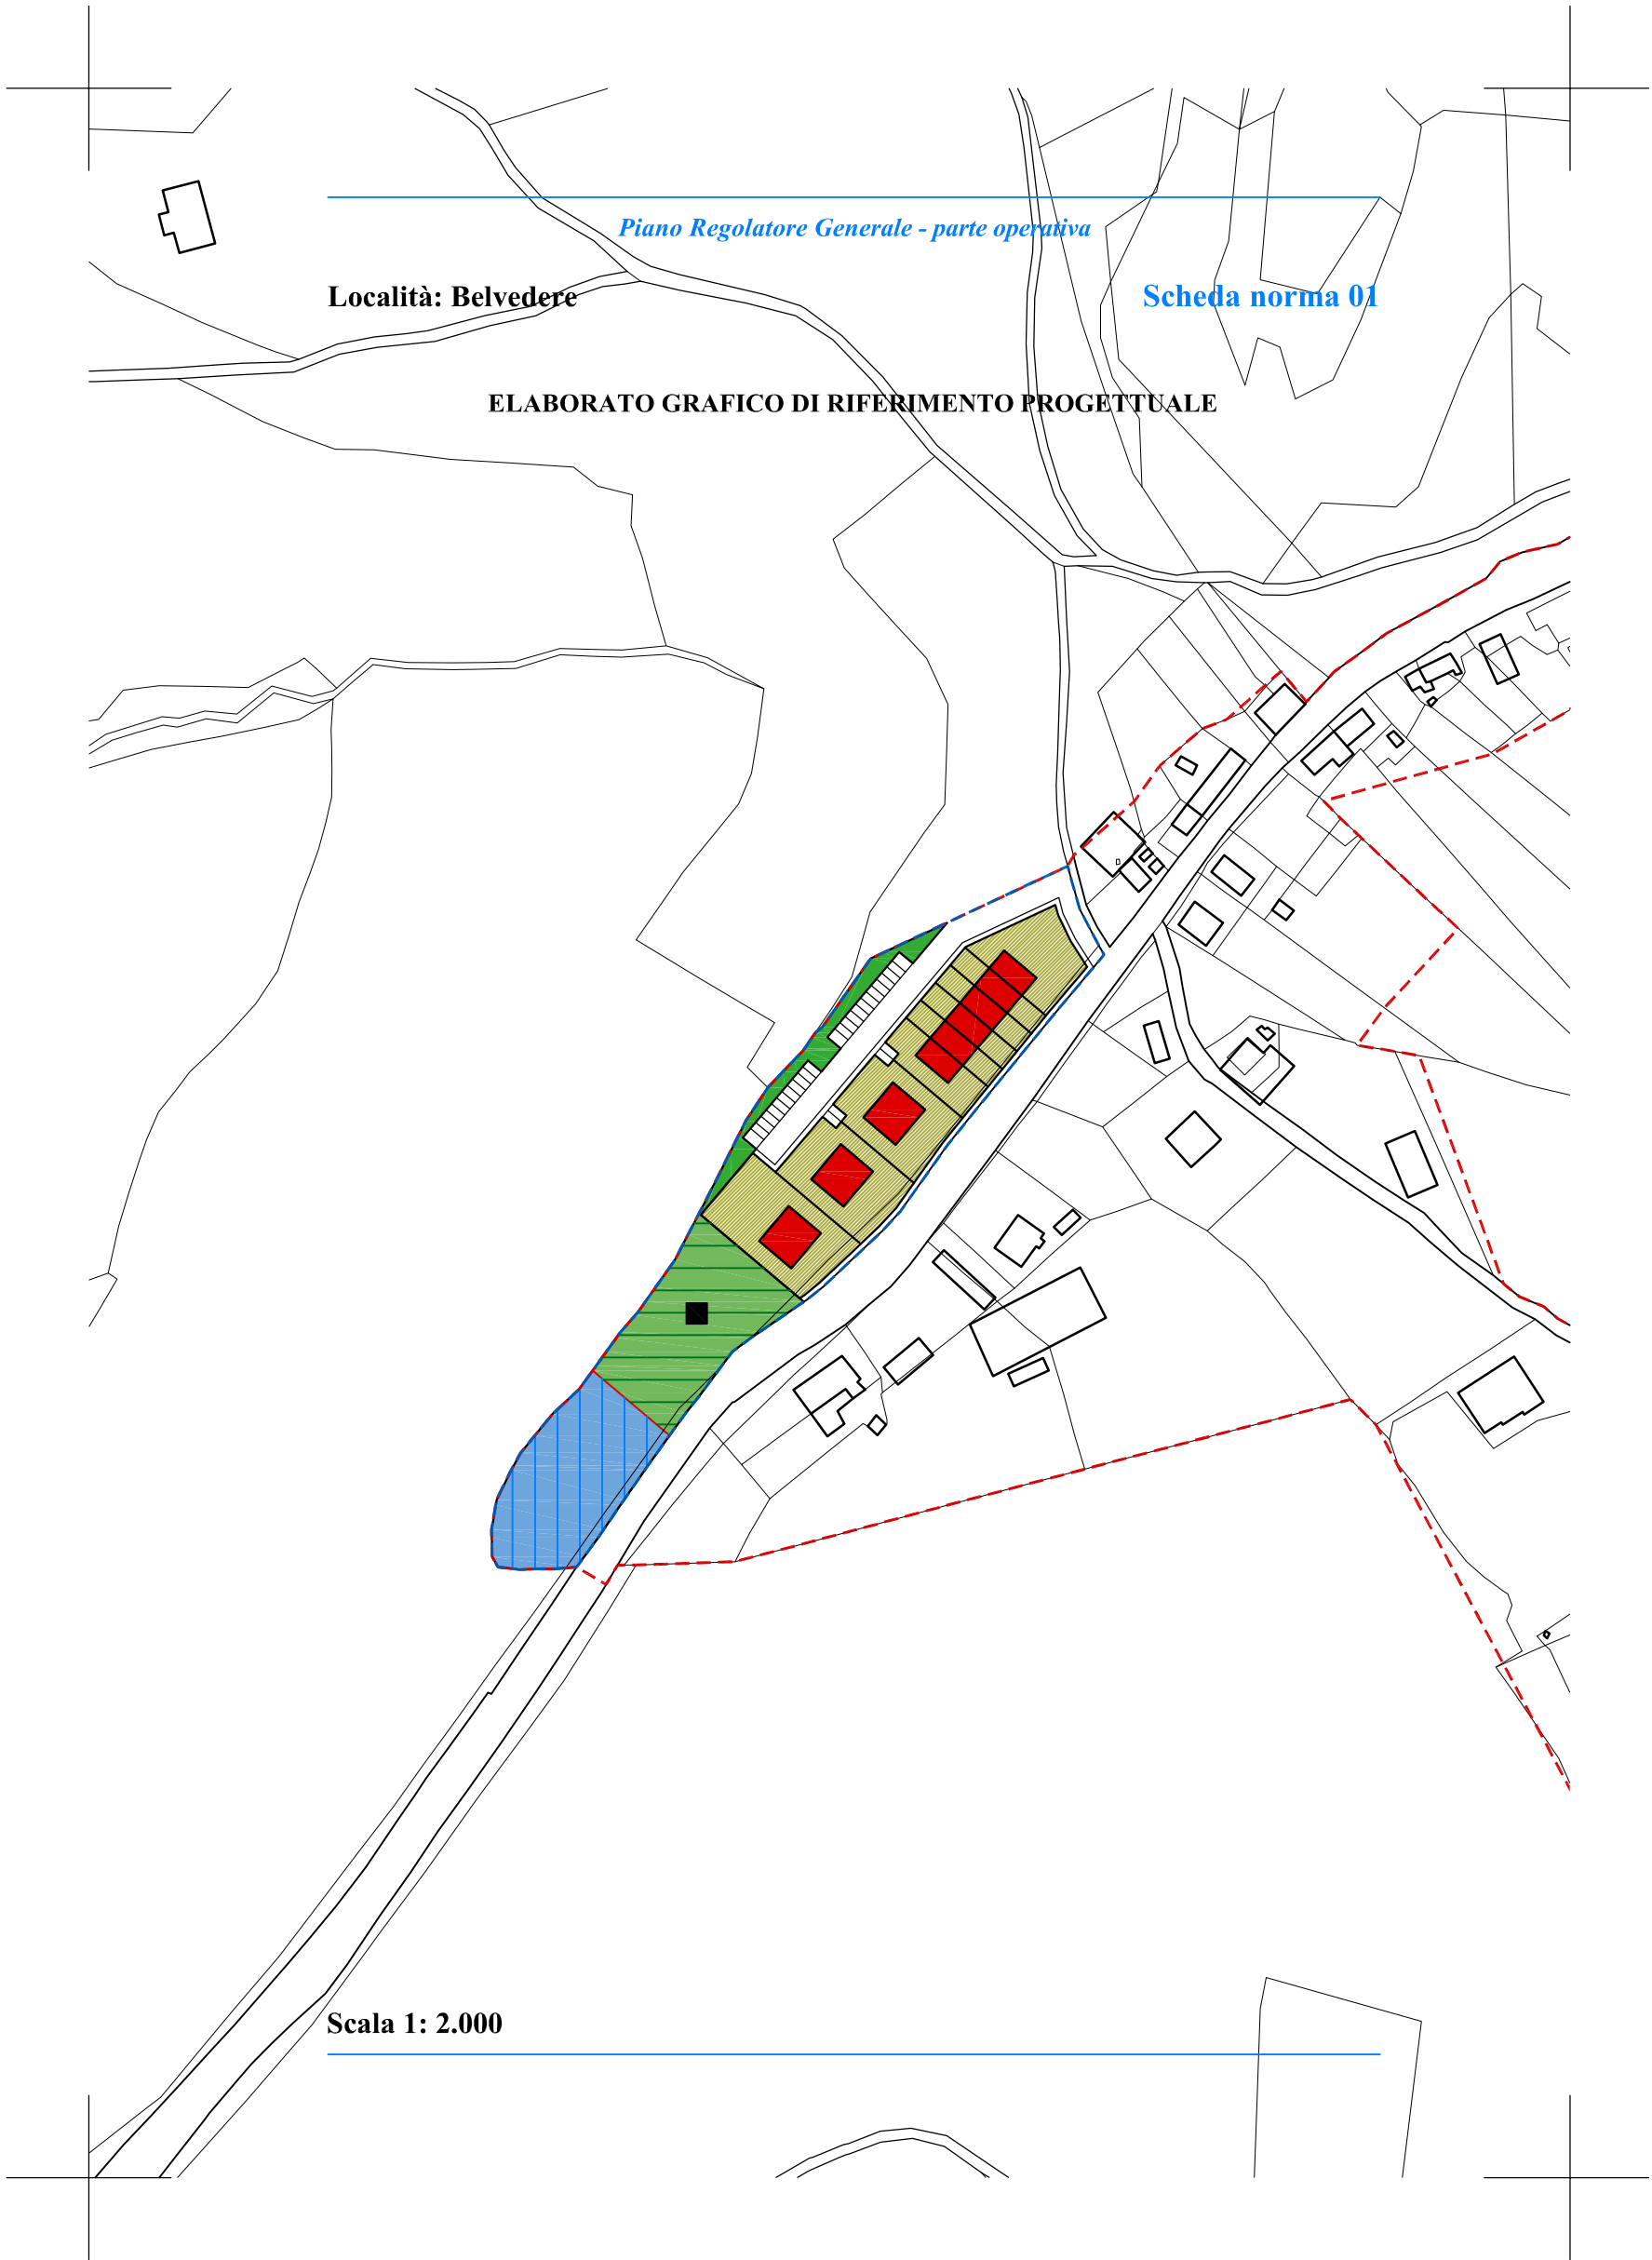 Piano Regolatore Generale - parte operativa
Località: Belvedere
Scheda norma 01
ELABORATO GRAFICO DI RIFERIMENTO PROGETTUALE
Scala 1: 2.000